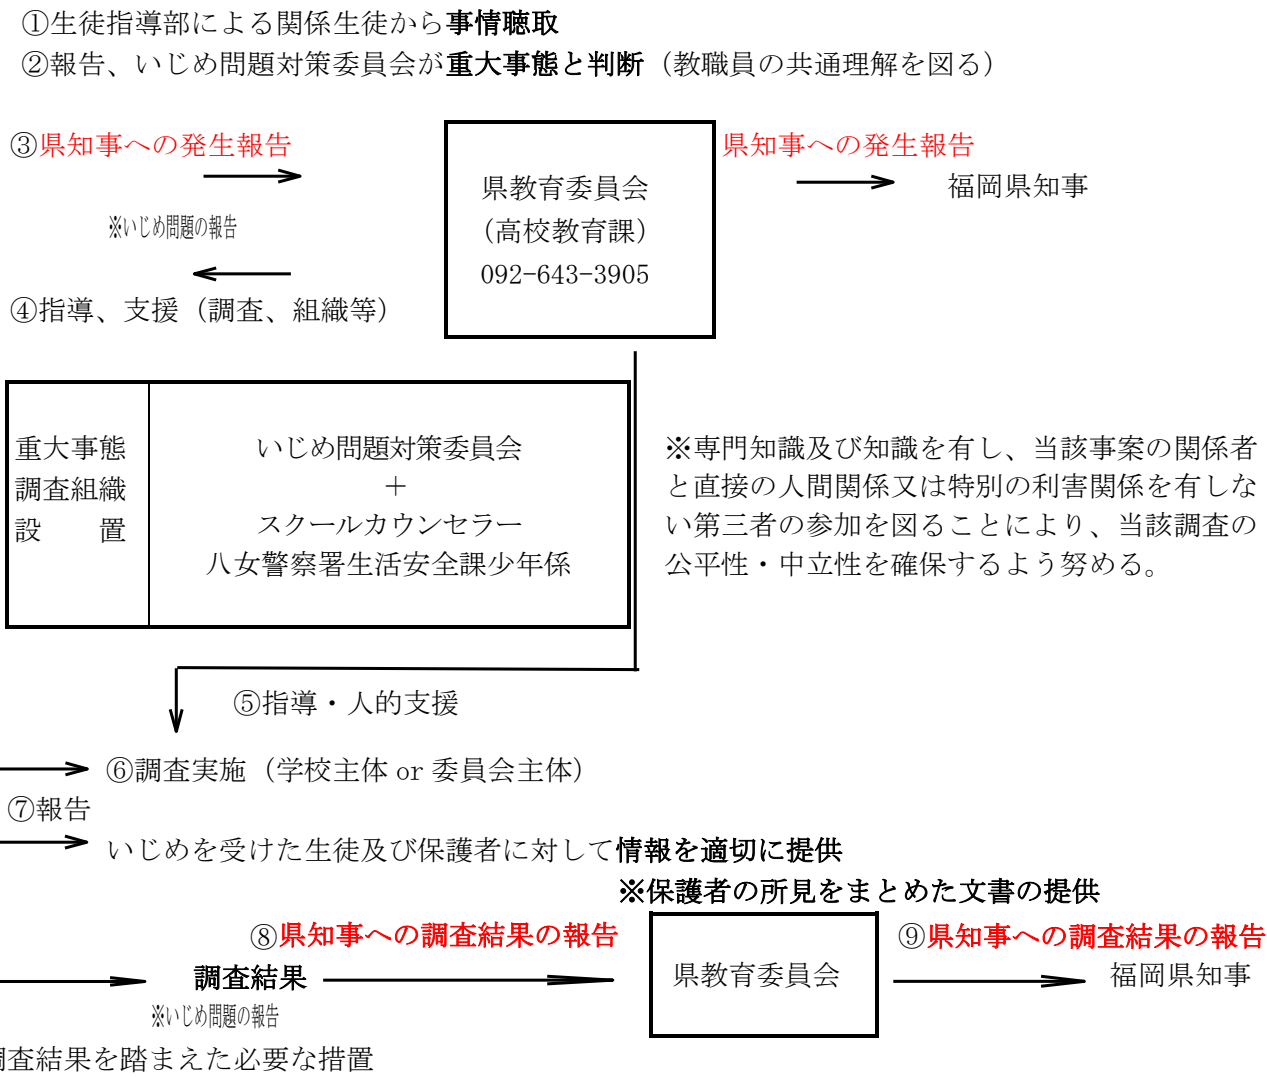 ①生徒指導部による関係生徒から事情聴取
②報告、いじめ問題対策委員会が重大事態と判断（教職員の共通理解を図る）
③県知事への発生報告
県知事への発生報告
県教育委員会
（高校教育課）
092-643-3905
福岡県知事
※いじめ問題の報告
④指導、支援（調査、組織等）
重大事態
調査組織
設　　置
いじめ問題対策委員会
＋
スクールカウンセラー
八女警察署生活安全課少年係
※専門知識及び知識を有し、当該事案の関係者
と直接の人間関係又は特別の利害関係を有しな
い第三者の参加を図ることにより、当該調査の
公平性・中立性を確保するよう努める。
⑤指導・人的支援
⑥調査実施（学校主体 or 委員会主体）
⑦報告
いじめを受けた生徒及び保護者に対して情報を適切に提供
※保護者の所見をまとめた文書の提供
⑧県知事への調査結果の報告
⑨県知事への調査結果の報告
調査結果
県教育委員会
福岡県知事
※いじめ問題の報告
調査結果を踏まえた必要な措置